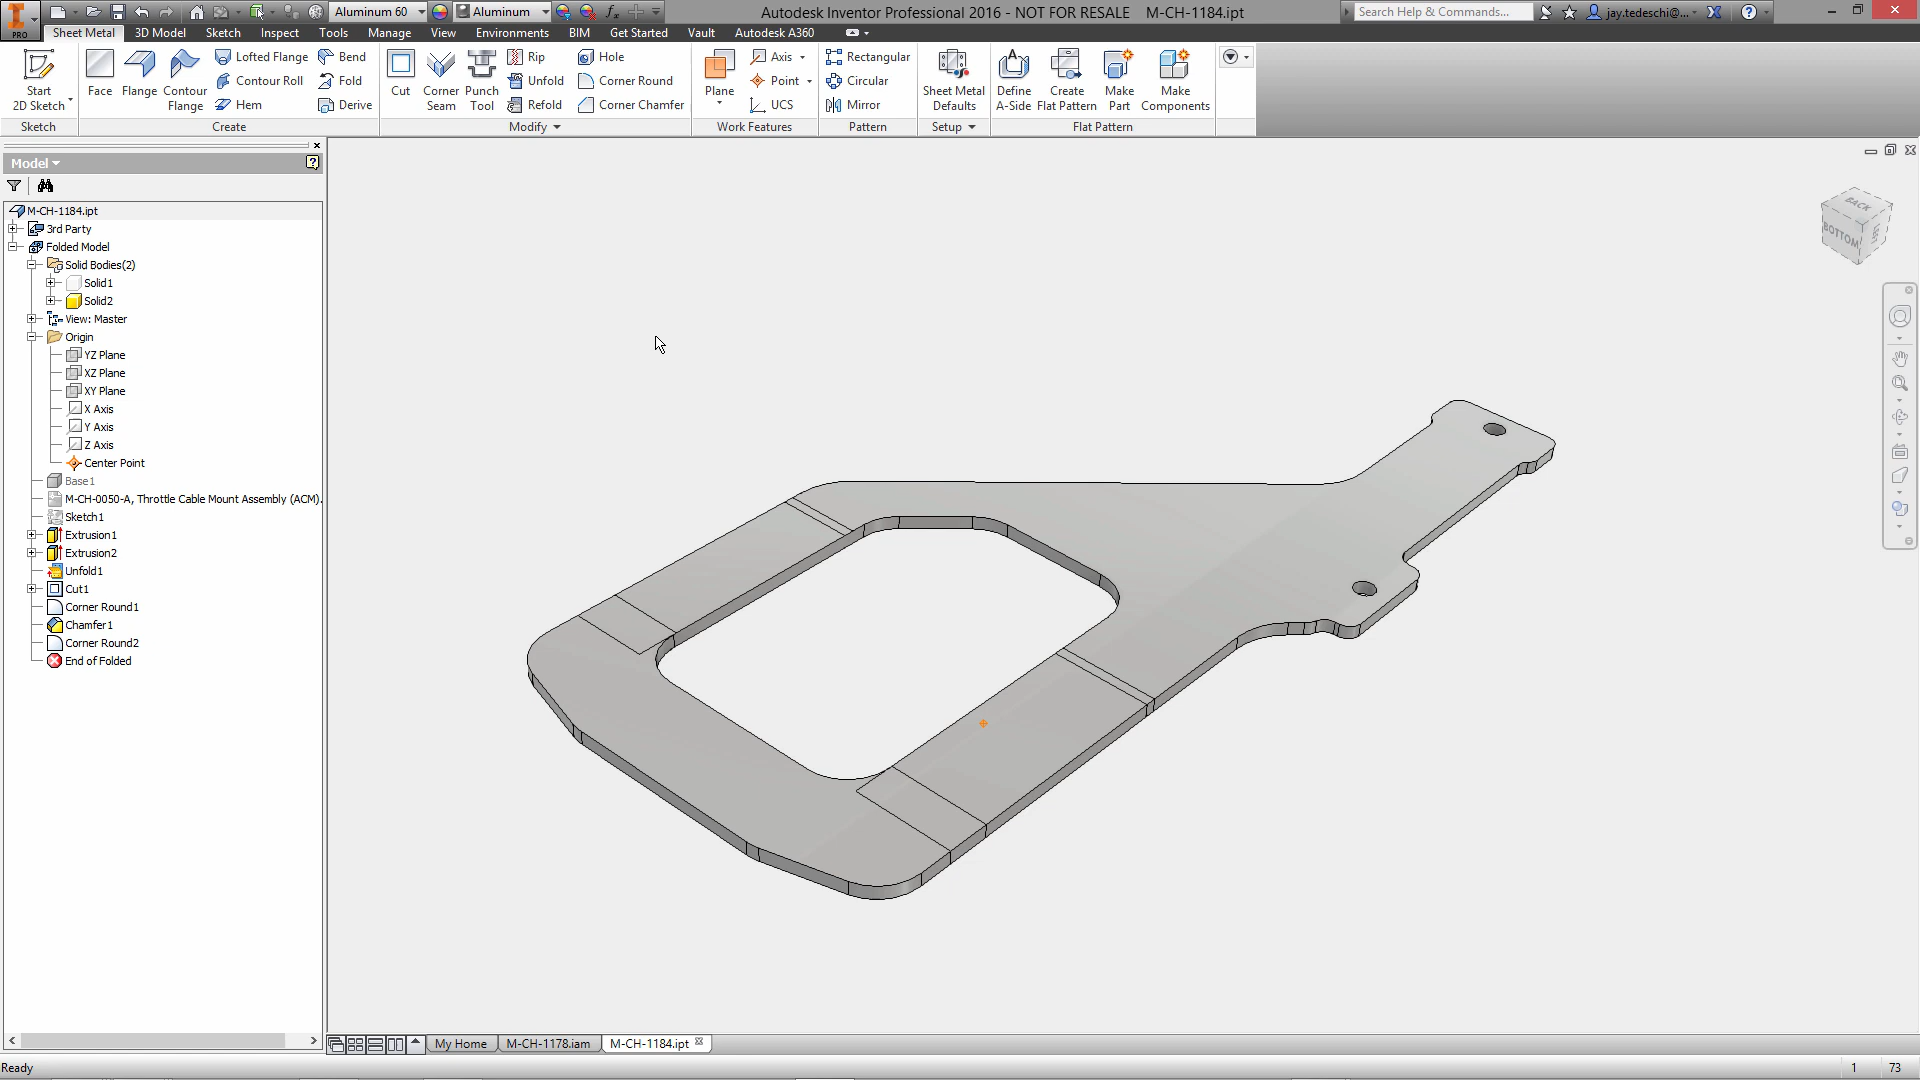 Aluminum 60 Aluminum Autodesk Inventor Professional 2016 - NOT FOR RESALE M-CH-1184.ipt Search Help & Commands... jay.tedeschi@...
PRO Sheet Metal 3D Model Sketch Inspect Tools Manage View Environments BIM Get Started Vault Autodesk A360
Start 2D Sketch
Face
Flange
Contour Flange
Lofted Flange
Contour Roll
Hem
Bend
Fold
Derive
Cut
Corner Seam
Punch Tool
Rip
Unfold
Refold
Hole
Corner Round
Corner Chamfer
Plane
Axis
Point
UCS
Rectangular
Circular
Mirror
Sheet Metal Defaults
Define A-Side
Create Flat Pattern
Make Part
Make Components
Sketch Create Modify Work Features Pattern Setup Flat Pattern
Model
M-CH-1184.ipt
3rd Party
Folded Model
Solid Bodies(2)
Solid1
Solid2
View: Master
Origin
YZ Plane
XZ Plane
XY Plane
X Axis
Y Axis
Z Axis
Center Point
Base1
M-CH-0050-A, Throttle Cable Mount Assembly (ACM).
Sketch1
Extrusion1
Extrusion2
Unfold1
Cut1
Corner Round1
Chamfer1
Corner Round2
End of Folded
BACK
BOTTOM
My Home M-CH-1178.iam M-CH-1184.ipt
Ready 1 73